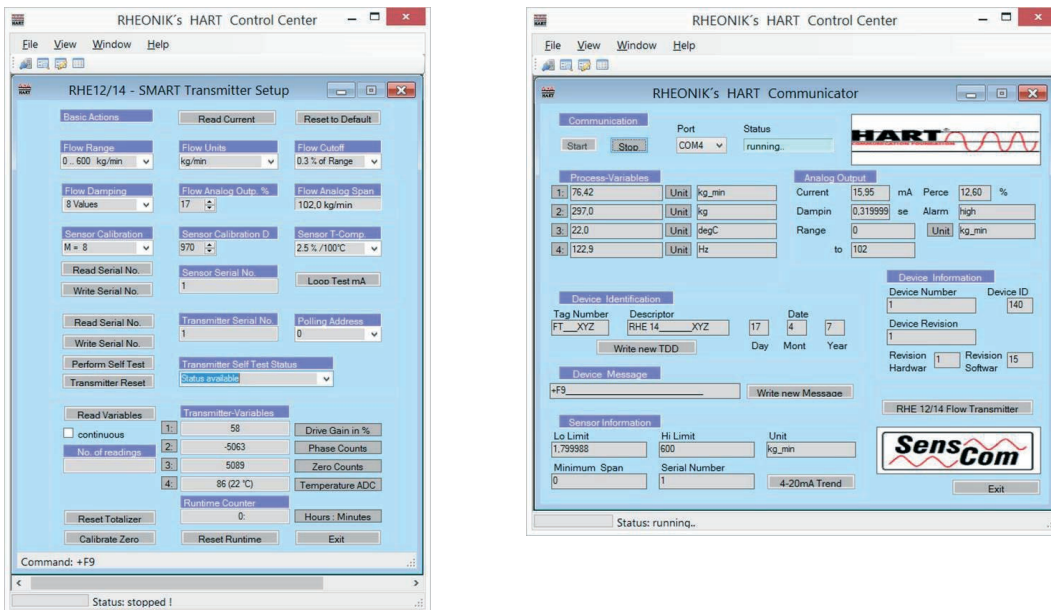 RHEONIK´s HART Control Center
File View Window Help
RHE12/14 - SMART Transmitter Setup
Basic Actions Read Current Reset to Default
Flow Range Flow Units Flow Cutoff
0 .. 600 kg/min kg/min 0.3 % of Range
Flow Damping Flow Analog Outp. % Flow Analog Span
8 Values 17 102,0 kg/min
Sensor Calibration Sensor Calibration D Sensor T-Comp.
M = 8 970 2.5 % /100°C
Read Serial No. Sensor Serial No. Loop Test mA
Write Serial No. 1
Read Serial No. Transmitter Serial No. Polling Address
Write Serial No. 1 0
Perform Self Test Transmitter Self Test Status
Transmitter Reset Status available
Read Variables Transmitter-Variables
continuous 1: 58 Drive Gain in %
No. of readings 2: -5063 Phase Counts
3: 5089 Zero Counts
4: 86 (22 °C) Temperature ADC
Runtime Counter
Reset Totalizer 0: Hours : Minutes
Calibrate Zero Reset Runtime Exit
Command: +F9
Status: stopped !
RHEONIK´s HART Control Center
File View Window Help
RHEONIK´s HART Communicator
Communication Port Status
Start Stop COM4 running..
HART
COMMUNICATION FOUNDATION
Process-Variables
1: 76,42 Unit kg_min
2: 297,0 Unit kg
3: 22.0 Unit degC
4: 122,9 Unit Hz
Analog Output
Current 15,95 mA Perce 12,60 %
Dampin 0,319999 se Alarm high
Range 0 Unit kg_min
to 102
Device Identification
Tag Number Descriptor Date
FT___XYZ RHE 14______XYZ 17 4 7
Write new TDD Day Mont Year
Device Information
Device Number Device ID
1 140
Device Revision
1
Revision Hardwar 1 Revision Softwar 15
Device Message
+F9____________________________ Write new Message
RHE 12/14 Flow Transmitter
Sensor Information
Lo Limit Hi Limit Unit
1,799988 600 kg_min
Minimum Span Serial Number
0 1 4-20mA Trend
SensCom
Exit
Status: running..